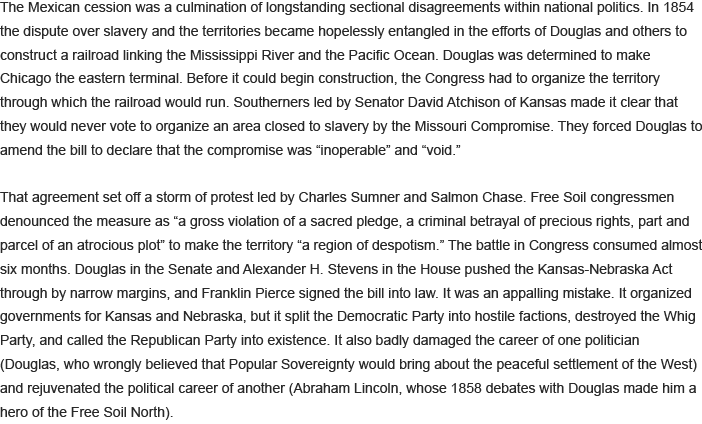 The Mexican cession was a culmination of longstanding sectional disagreements within national politics. In 1854
the dispute over slavery and the territories became hopelessly entangled in the efforts of Douglas and others to
construct a railroad linking the Mississippi River and the Pacific Ocean. Douglas was determined to make
Chicago the eastern terminal. Before it could begin construction, the Congress had to organize the territory
through which the railroad would run. Southerners led by Senator David Atchison of Kansas made it clear that
they would never vote to organize an area closed to slavery by the Missouri Compromise. They forced Douglas to
amend the bill to declare that the compromise was “inoperable” and “void.”
That agreement set off a storm of protest led by Charles Sumner and Salmon Chase. Free Soil congressmen
denounced the measure as “a gross violation of a sacred pledge, a criminal betrayal of precious rights, part and
parcel of an atrocious plot” to make the territory “a region of despotism.” The battle in Congress consumed almost
six months. Douglas in the Senate and Alexander H. Stevens in the House pushed the Kansas-Nebraska Act
through by narrow margins, and Franklin Pierce signed the bill into law. It was an appalling mistake. It organized
governments for Kansas and Nebraska, but it split the Democratic Party into hostile factions, destroyed the Whig
Party, and called the Republican Party into existence. It also badly damaged the career of one politician
(Douglas, who wrongly believed that Popular Sovereignty would bring about the peaceful settlement of the West)
and rejuvenated the political career of another (Abraham Lincoln, whose 1858 debates with Douglas made him a
hero of the Free Soil North).